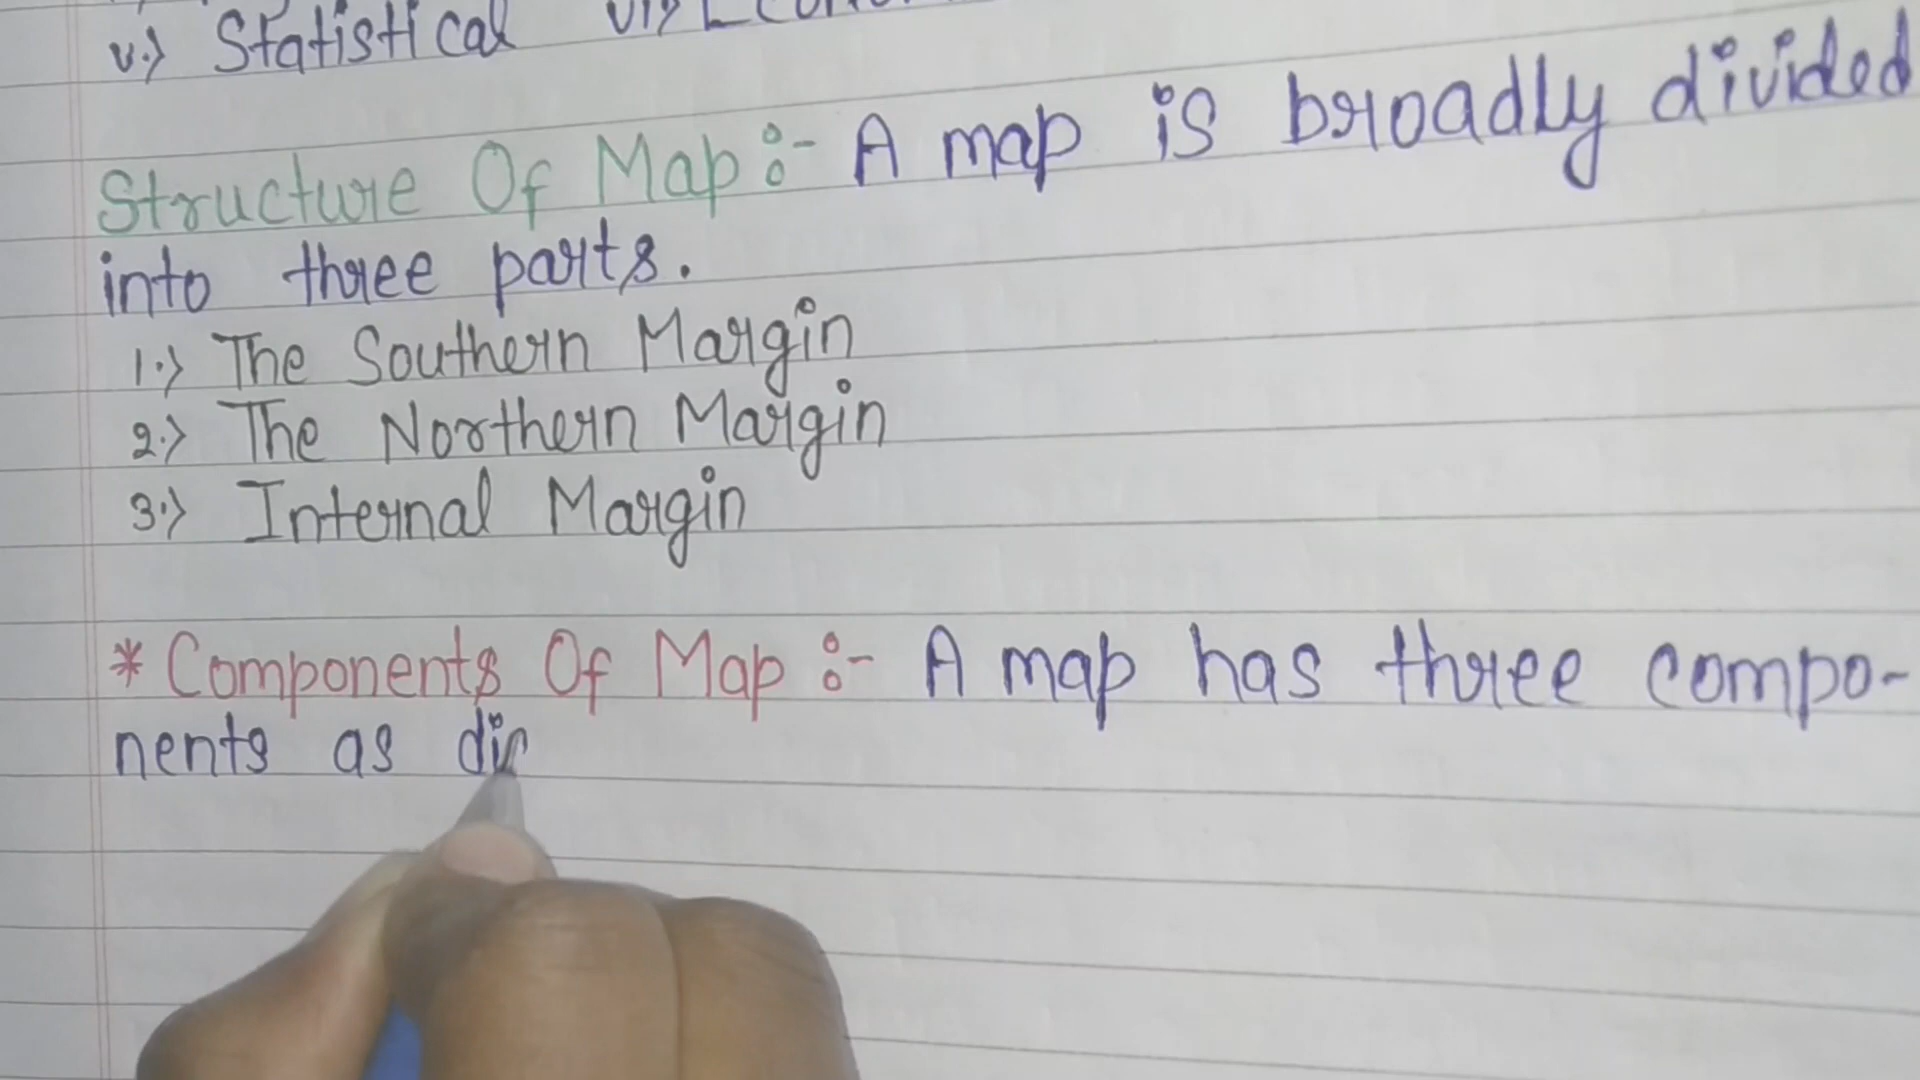 v.) Statistical vi)
Structure Of Map :- A map is broadly divided
into three parts.
1.) The Southern Margin
2.) The Northern Margin
3.) Internal Margin
* Components Of Map :- A map has three compo-
nents as